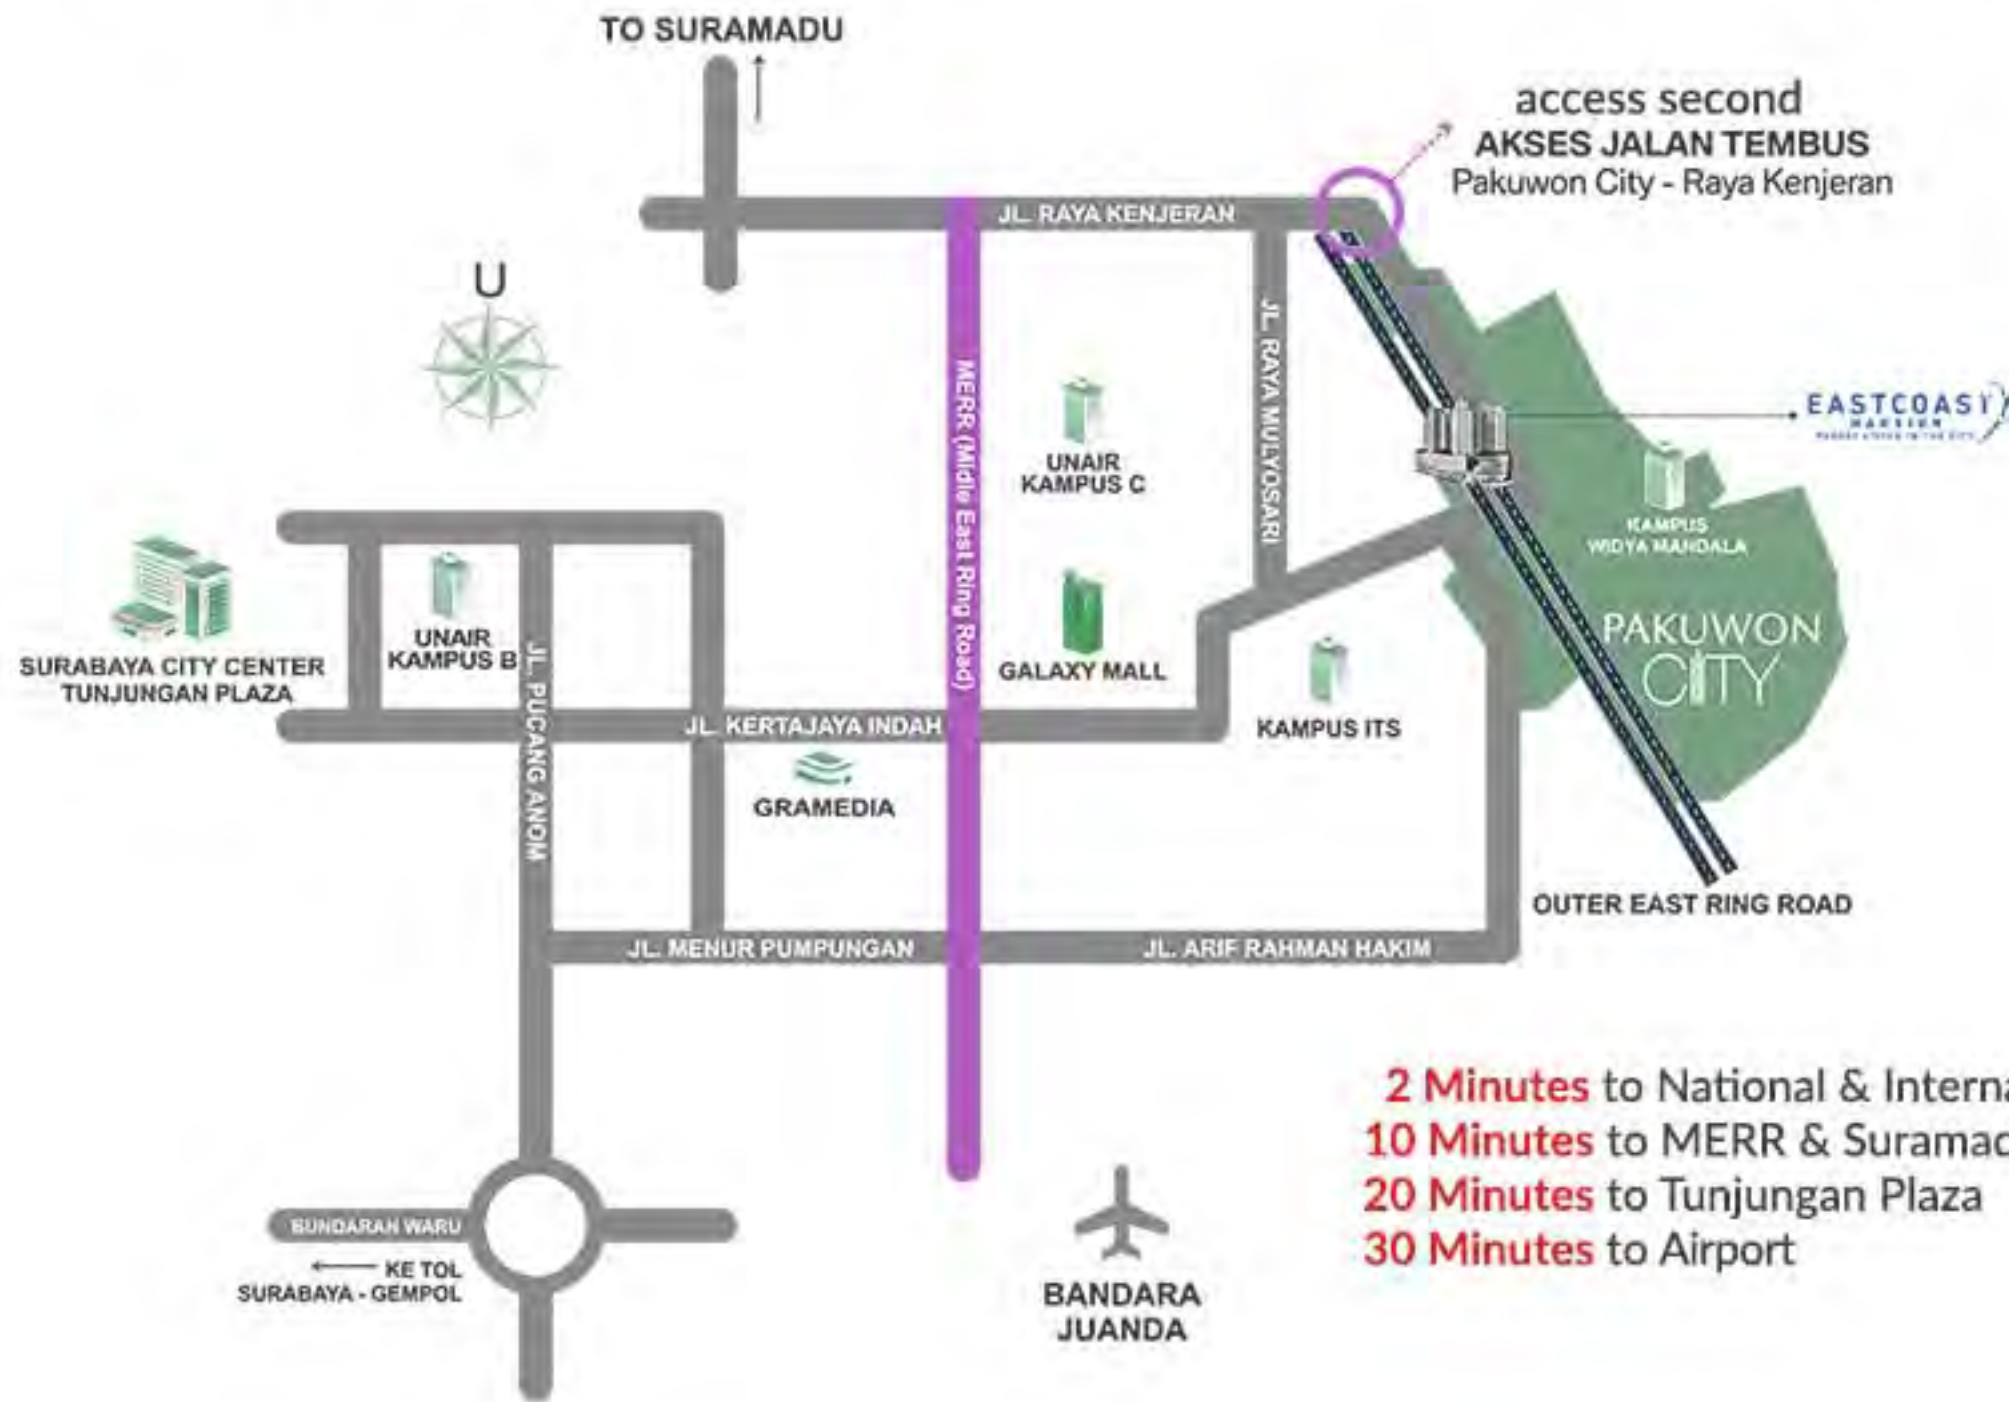 TO SURAMADU
access second
AKSES JALAN TEMBUS
Pakuwon City - Raya Kenjeran
JL. RAYA KENJERAN
U
JL. RAYA MULYOSARI
MERR (Midle East Ring Road)
EASTCOAST
MANSION
UNAIR
KAMPUS C
KAMPUS
WIDYA MANDALA
UNAIR
KAMPUS B
SURABAYA CITY CENTER
TUNJUNGAN PLAZA
JL. PUCANG ANOM
GALAXY MALL
PAKUWON
CITY
JL. KERTAJAYA INDAH
KAMPUS ITS
GRAMEDIA
OUTER EAST RING ROAD
JL. MENUR PUMPUNGAN
JL. ARIF RAHMAN HAKIM
2 Minutes to National & Interna
10 Minutes to MERR & Suramad
20 Minutes to Tunjungan Plaza
30 Minutes to Airport
BUNDARAN WARU
KE TOL
SURABAYA - GEMPOL
BANDARA
JUANDA